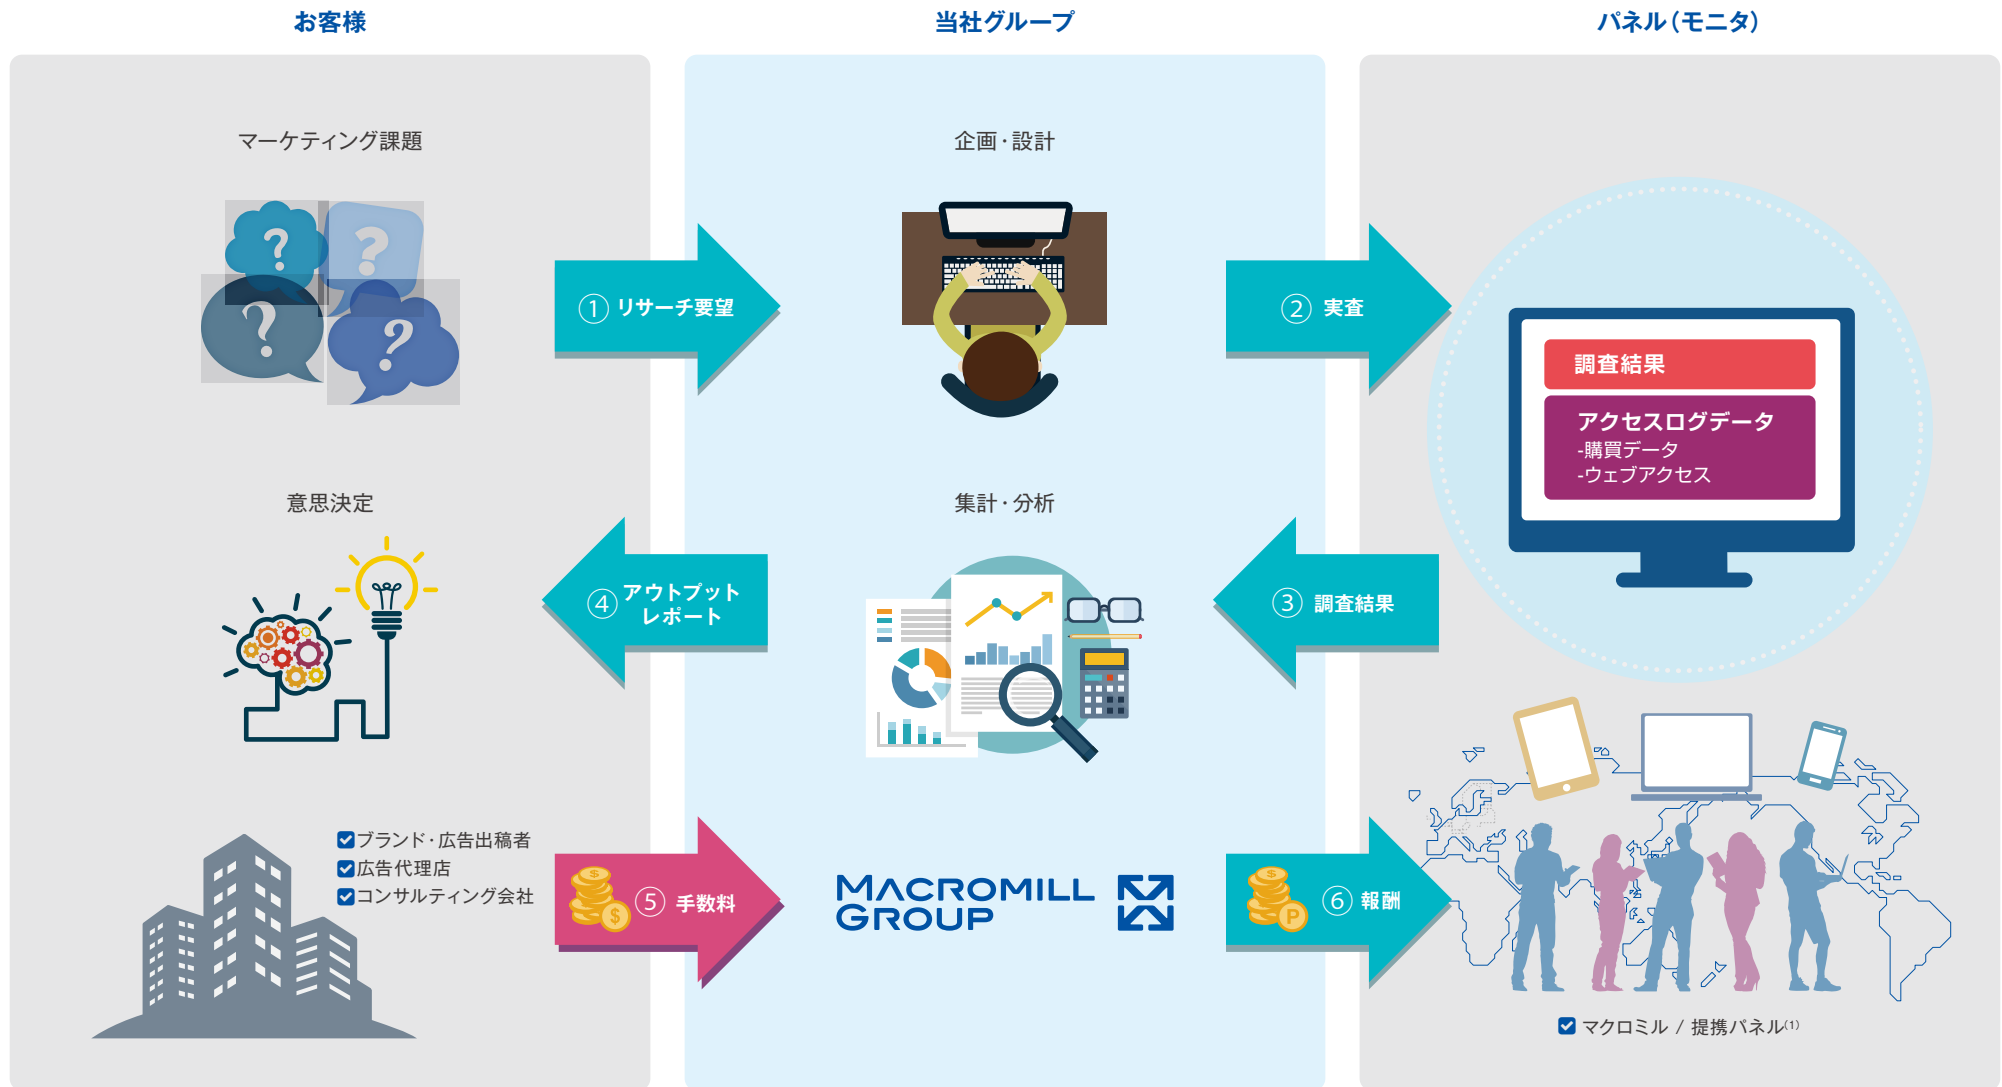 お客様
当社グループ
パネル(モニタ)
マーケティング課題
企画・設計
① リサーチ要望
② 実査
調査結果
アクセスログデータ
-購買データ
-ウェブアクセス
意思決定
集計・分析
④ アウトプット
レポート
③ 調査結果
ブランド・広告出稿者
広告代理店
コンサルティング会社
⑤ 手数料
MACROMILL
GROUP
⑥ 報酬
マクロミル / 提携パネル(1)